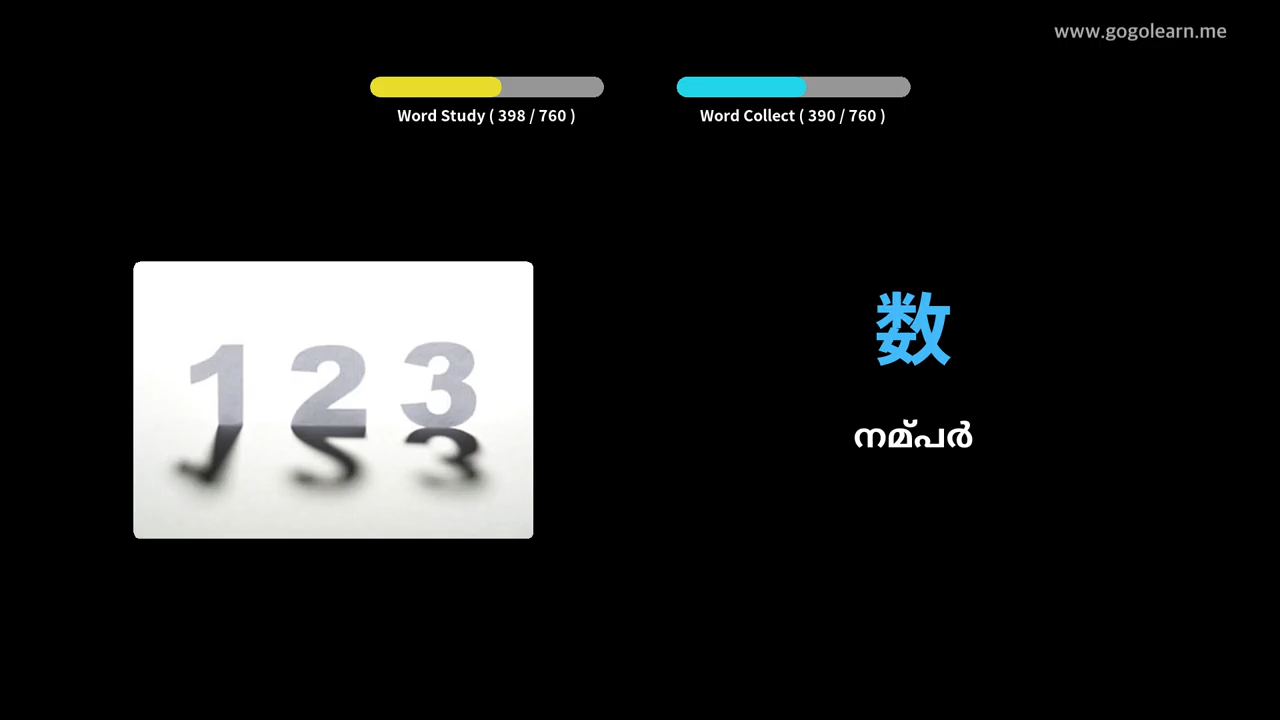 www.gogolearn.me
Word Study ( 398 / 760 )
Word Collect ( 390 / 760 )
1 2 3
数
നമ്പർ